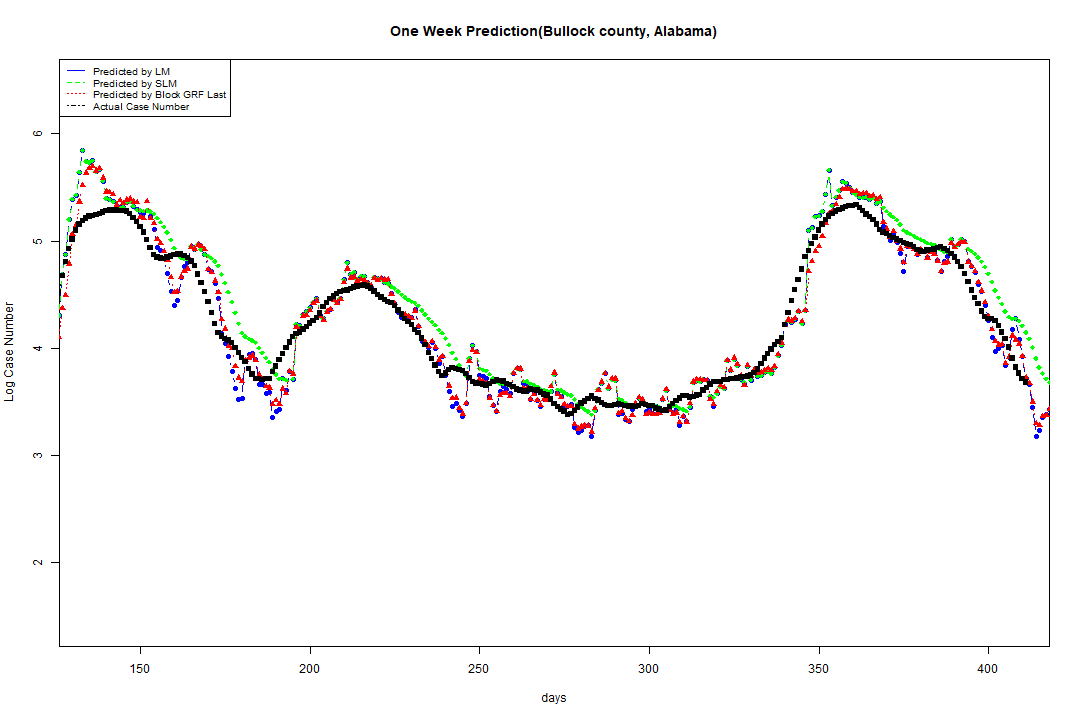 One Week Prediction(Bullock county, Alabama)
Predicted by LM
Predicted by SLM
Predicted by Block GRF Last
Actual Case Number
Log Case Number
6
5
4
3
2
150 200 250 300 350 400
days